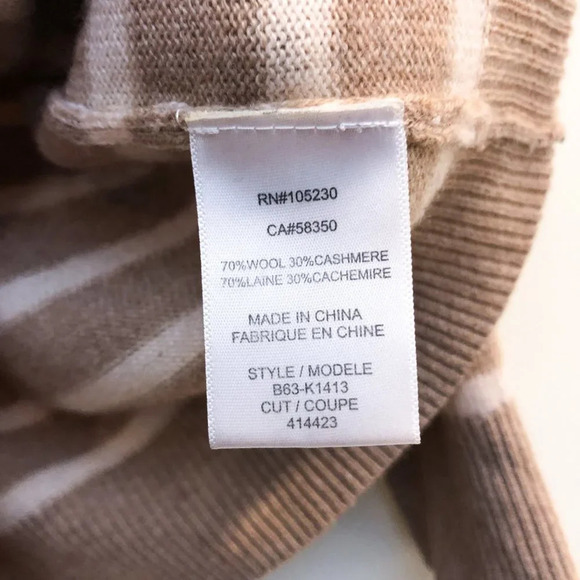 RN#105230
CA#58350
70%WOOL 30%CASHMERE
70%LAINE 30%CACHEMIRE
MADE IN CHINA
FABRIQUE EN CHINE
STYLE / MODELE
B63-K1413
CUT / COUPE
414423